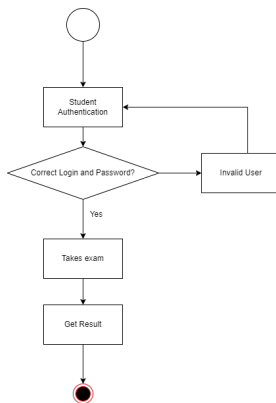 Student
Authentication
Correct Login and Password?
Invalid User
Yes
Takes exam
Get Result